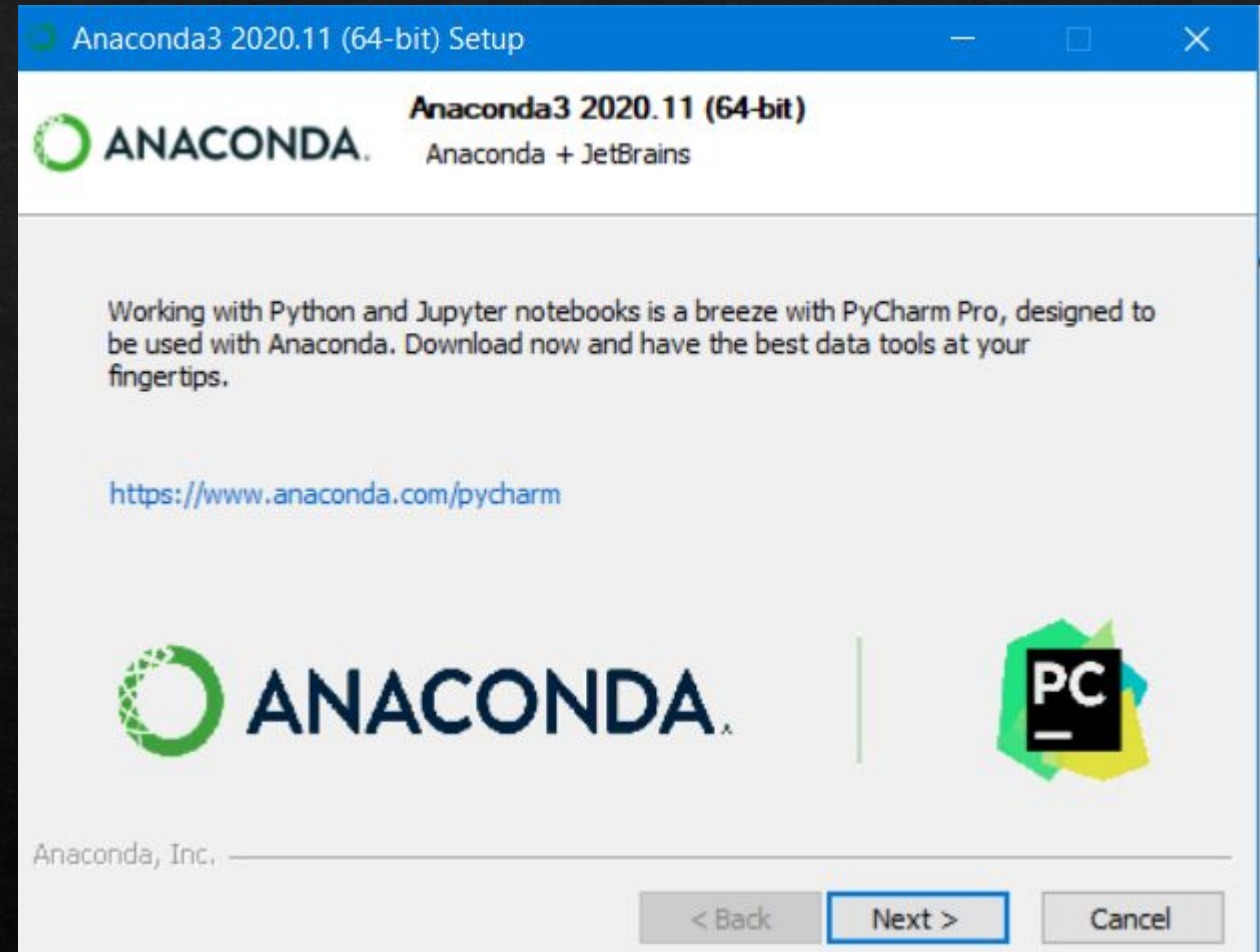 Anaconda3 2020.11 (64-bit) Setup
ANACONDA.
Anaconda3 2020.11 (64-bit)
Anaconda + JetBrains
Working with Python and Jupyter notebooks is a breeze with PyCharm Pro, designed to
be used with Anaconda. Download now and have the best data tools at your
fingertips.
https://www.anaconda.com/pycharm
ANACONDA.
PC
Anaconda, Inc.
< Back
Next >
Cancel